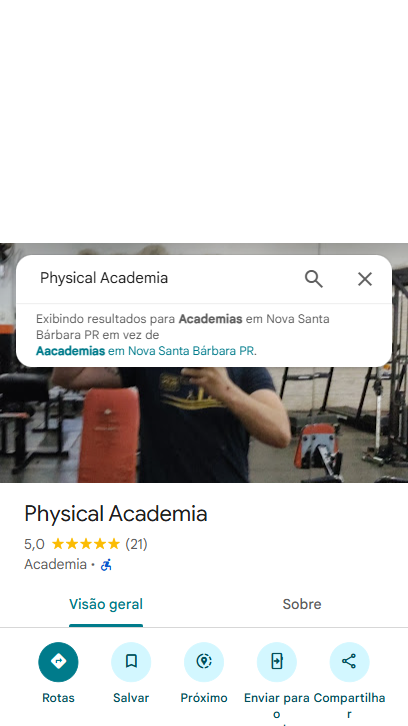 Physical Academia
Exibindo resultados para Academias em Nova Santa
Bárbara PR em vez de
Aacademias em Nova Santa Bárbara PR.
Physical Academia
5,0 (21)
Academia ·
Visão geral Sobre
Rotas Salvar Próximo Enviar para o Compartilhar